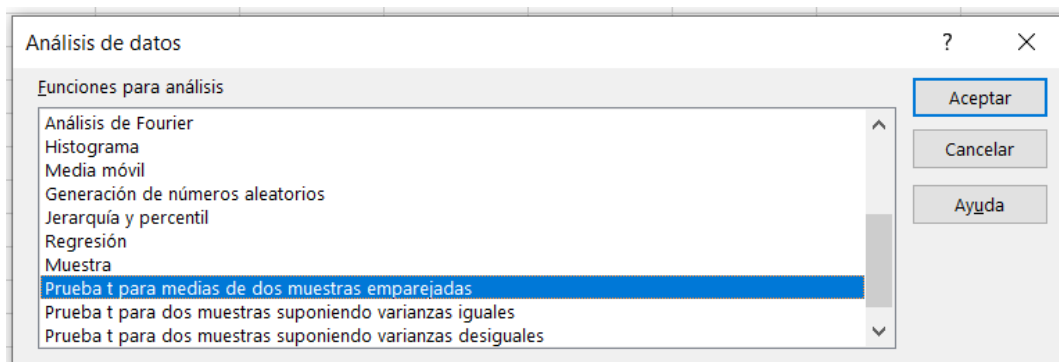 Análisis de datos
?
Funciones para análisis
Análisis de Fourier
Histograma
Media móvil
Generación de números aleatorios
Jerarquía y percentil
Regresión
Muestra
Prueba t para medias de dos muestras emparejadas
Prueba t para dos muestras suponiendo varianzas iguales
Prueba t para dos muestras suponiendo varianzas desiguales
Aceptar
Cancelar
Ayuda